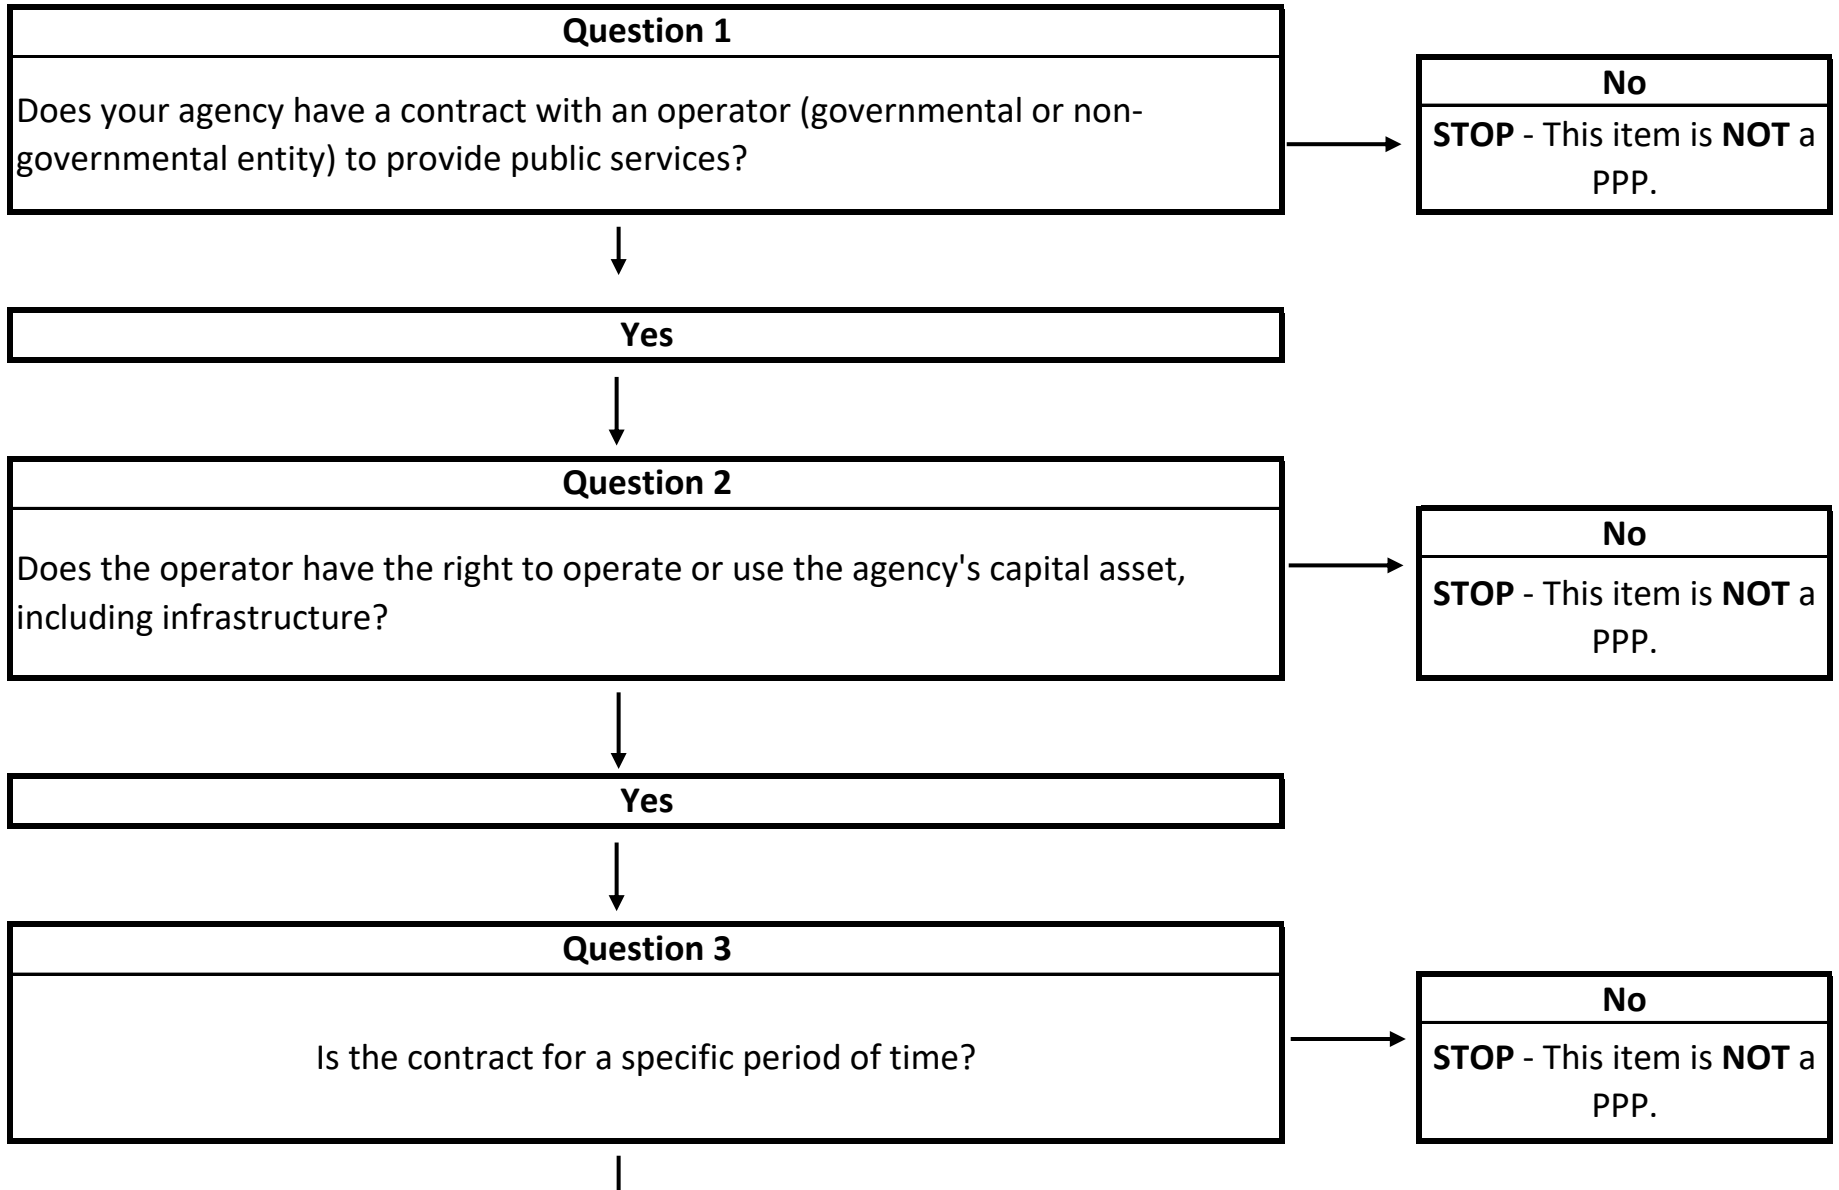 Question 1
Does your agency have a contract with an operator (governmental or non-
governmental entity) to provide public services?
No
STOP - This item is NOT a
PPP.
Yes
Question 2
Does the operator have the right to operate or use the agency's capital asset,
including infrastructure?
No
STOP - This item is NOT a
PPP.
Yes
Question 3
Is the contract for a specific period of time?
No
STOP - This item is NOT a
PPP.